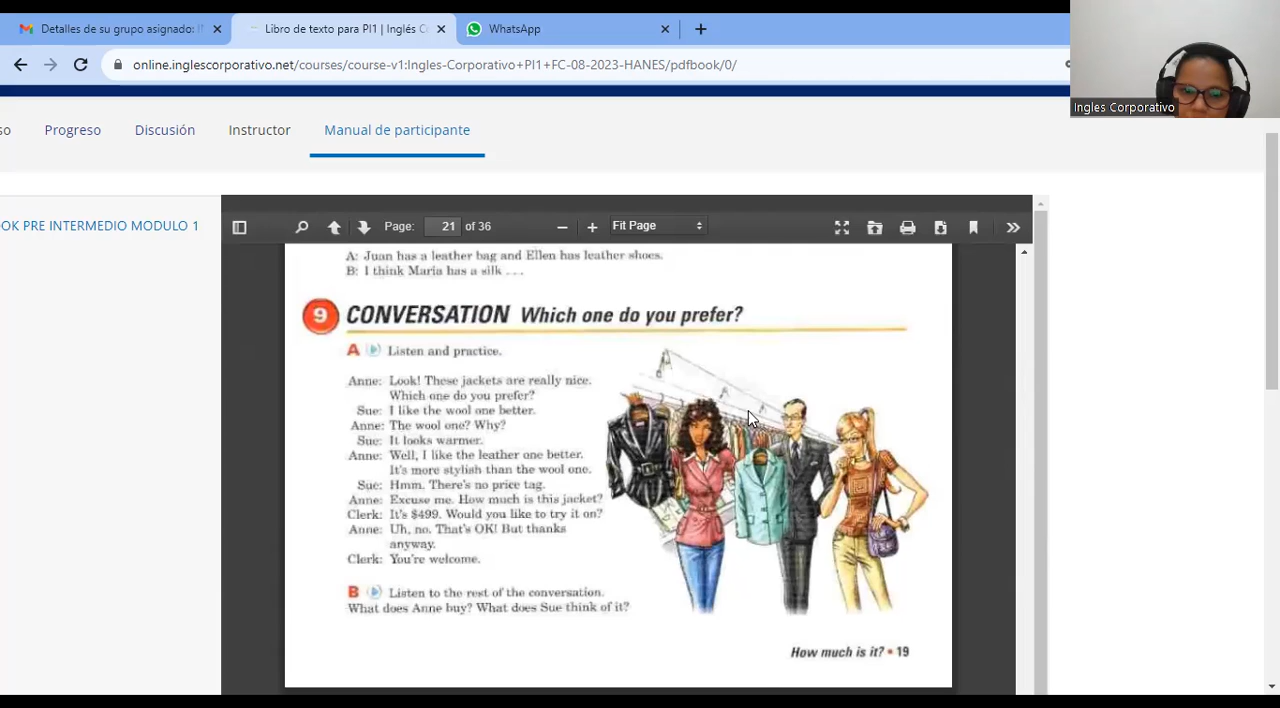 Detalles de su grupo asignado: I
Libro de texto para PI1 | Inglés C
WhatsApp
online.inglescorporativo.net/courses/course-v1:Ingles-Corporativo+PI1+FC-08-2023-HANES/pdfbook/0/
Ingles Corporativo
so
Progreso
Discusión
Instructor
Manual de participante
OK PRE INTERMEDIO MODULO 1
Page: 21 of 36
Fit Page
A: Juan has a leather bag and Ellen has leather shoes.
B: I think Maria has a silk . . .
9 CONVERSATION Which one do you prefer?
A Listen and practice.
Anne: Look! These jackets are really nice.
Which one do you prefer?
Sue: I like the wool one better.
Anne: The wool one? Why?
Sue: It looks warmer.
Anne: Well, I like the leather one better.
It's more stylish than the wool one.
Sue: Hmm. There's no price tag.
Anne: Excuse me. How much is this jacket?
Clerk: It's $499. Would you like to try it on?
Anne: Uh, no. That's OK! But thanks
anyway.
Clerk: You're welcome.
B Listen to the rest of the conversation.
What does Anne buy? What does Sue think of it?
How much is it? • 19